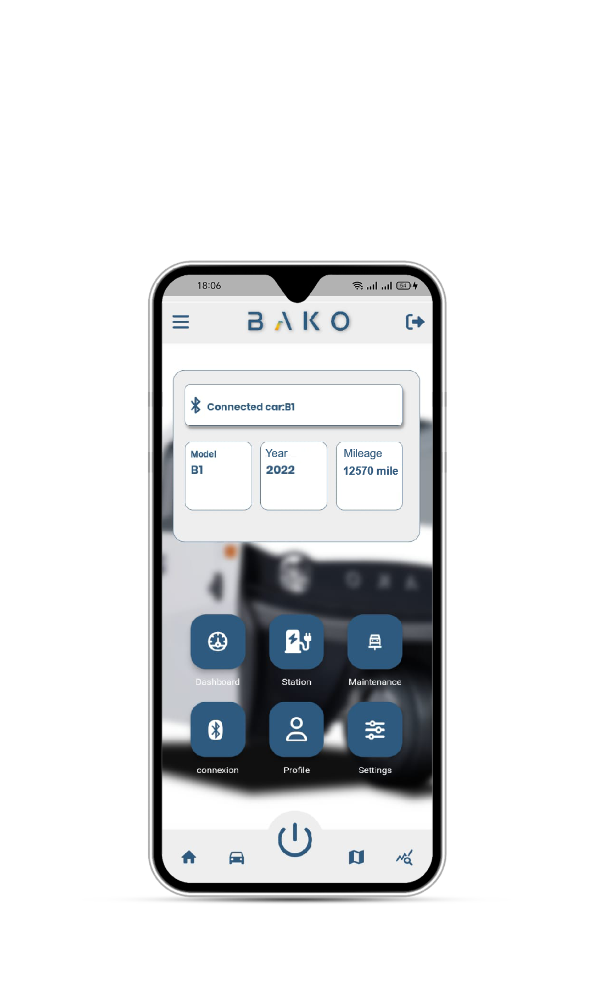 18:06
54
BAKO
Connected car:B1
Model
Year
Mileage
B1
2022
12570 mile
O X A
Dashboard
Station
Maintenance
connexion
Profile
Settings